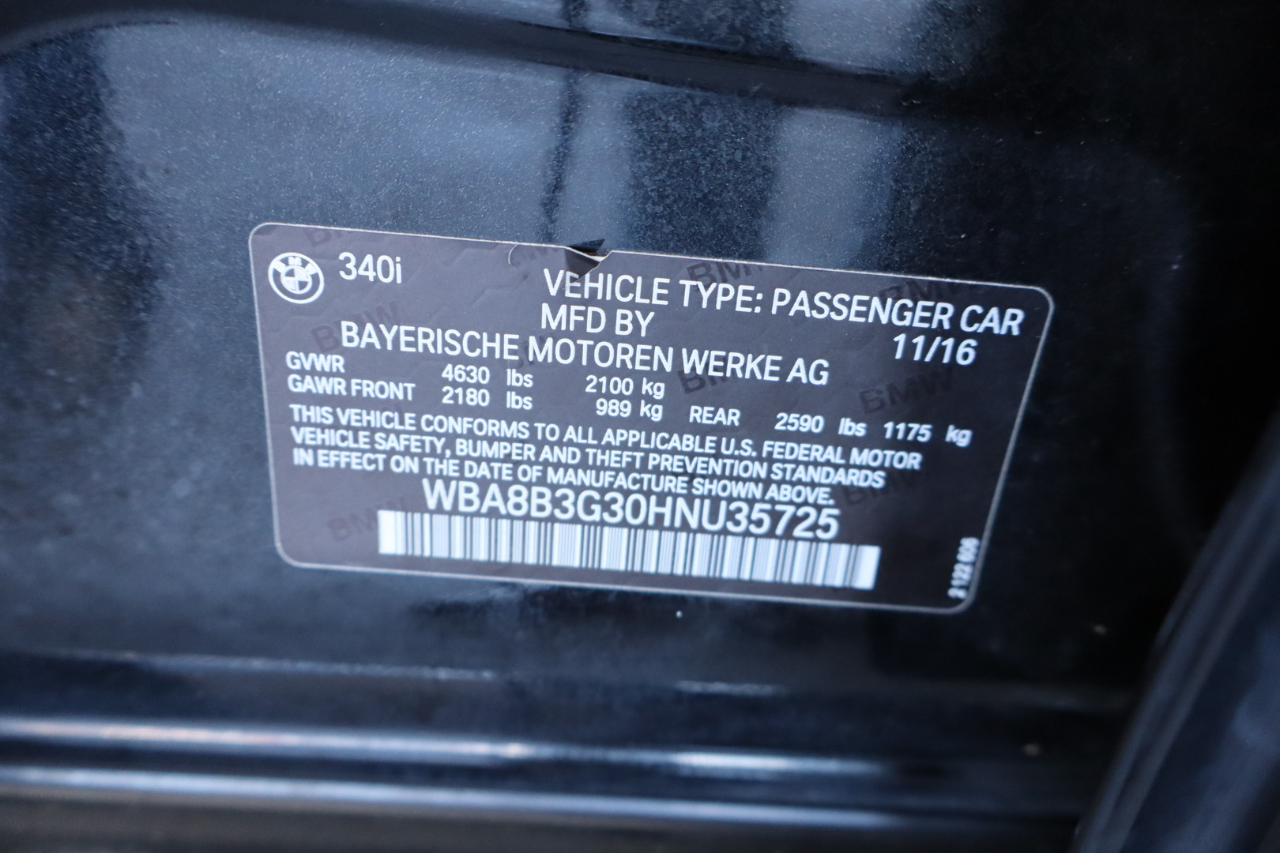 340i
VEHICLE TYPE: PASSENGER CAR
MFD BY 11/16
BAYERISCHE MOTOREN WERKE AG
GVWR 4630 lbs 2100 kg
GAWR FRONT 2180 lbs 989 kg REAR 2590 lbs 1175 kg
THIS VEHICLE CONFORMS TO ALL APPLICABLE U.S. FEDERAL MOTOR
VEHICLE SAFETY, BUMPER AND THEFT PREVENTION STANDARDS
IN EFFECT ON THE DATE OF MANUFACTURE SHOWN ABOVE.
WBA8B3G30HNU35725